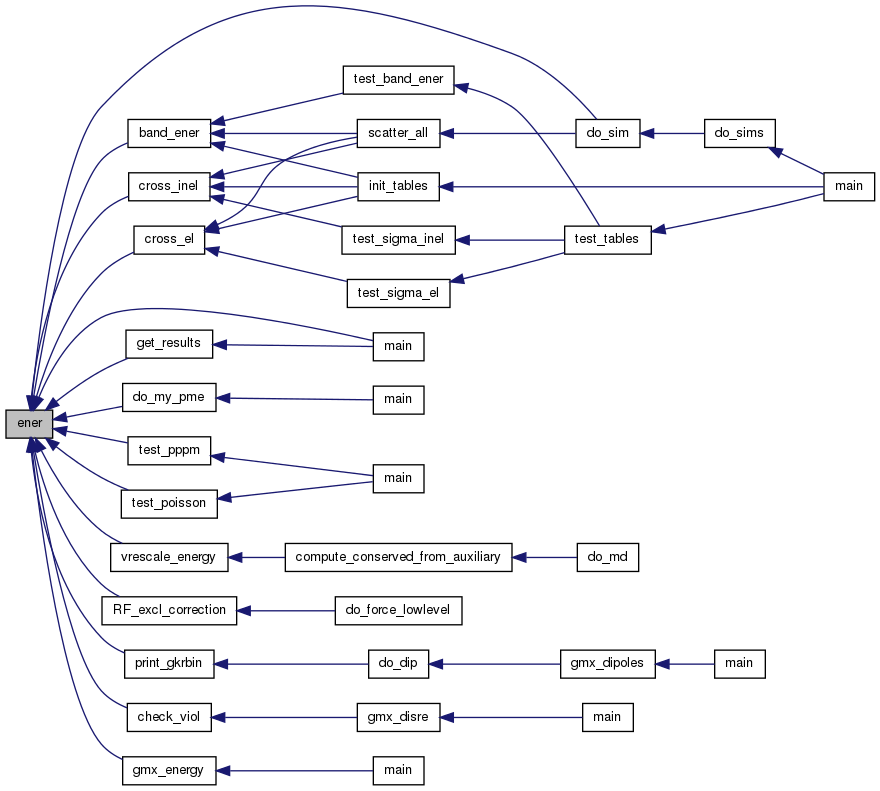 test_band_ener
band_ener
scatter_all
do_sim
do_sims
cross_inel
init_tables
main
cross_el
test_sigma_inel
test_tables
test_sigma_el
get_results
main
do_my_pme
main
ener
test_pppm
main
test_poisson
vrescale_energy
compute_conserved_from_auxiliary
do_md
RF_excl_correction
do_force_lowlevel
print_gkrbin
do_dip
gmx_dipoles
main
check_viol
gmx_disre
main
gmx_energy
main